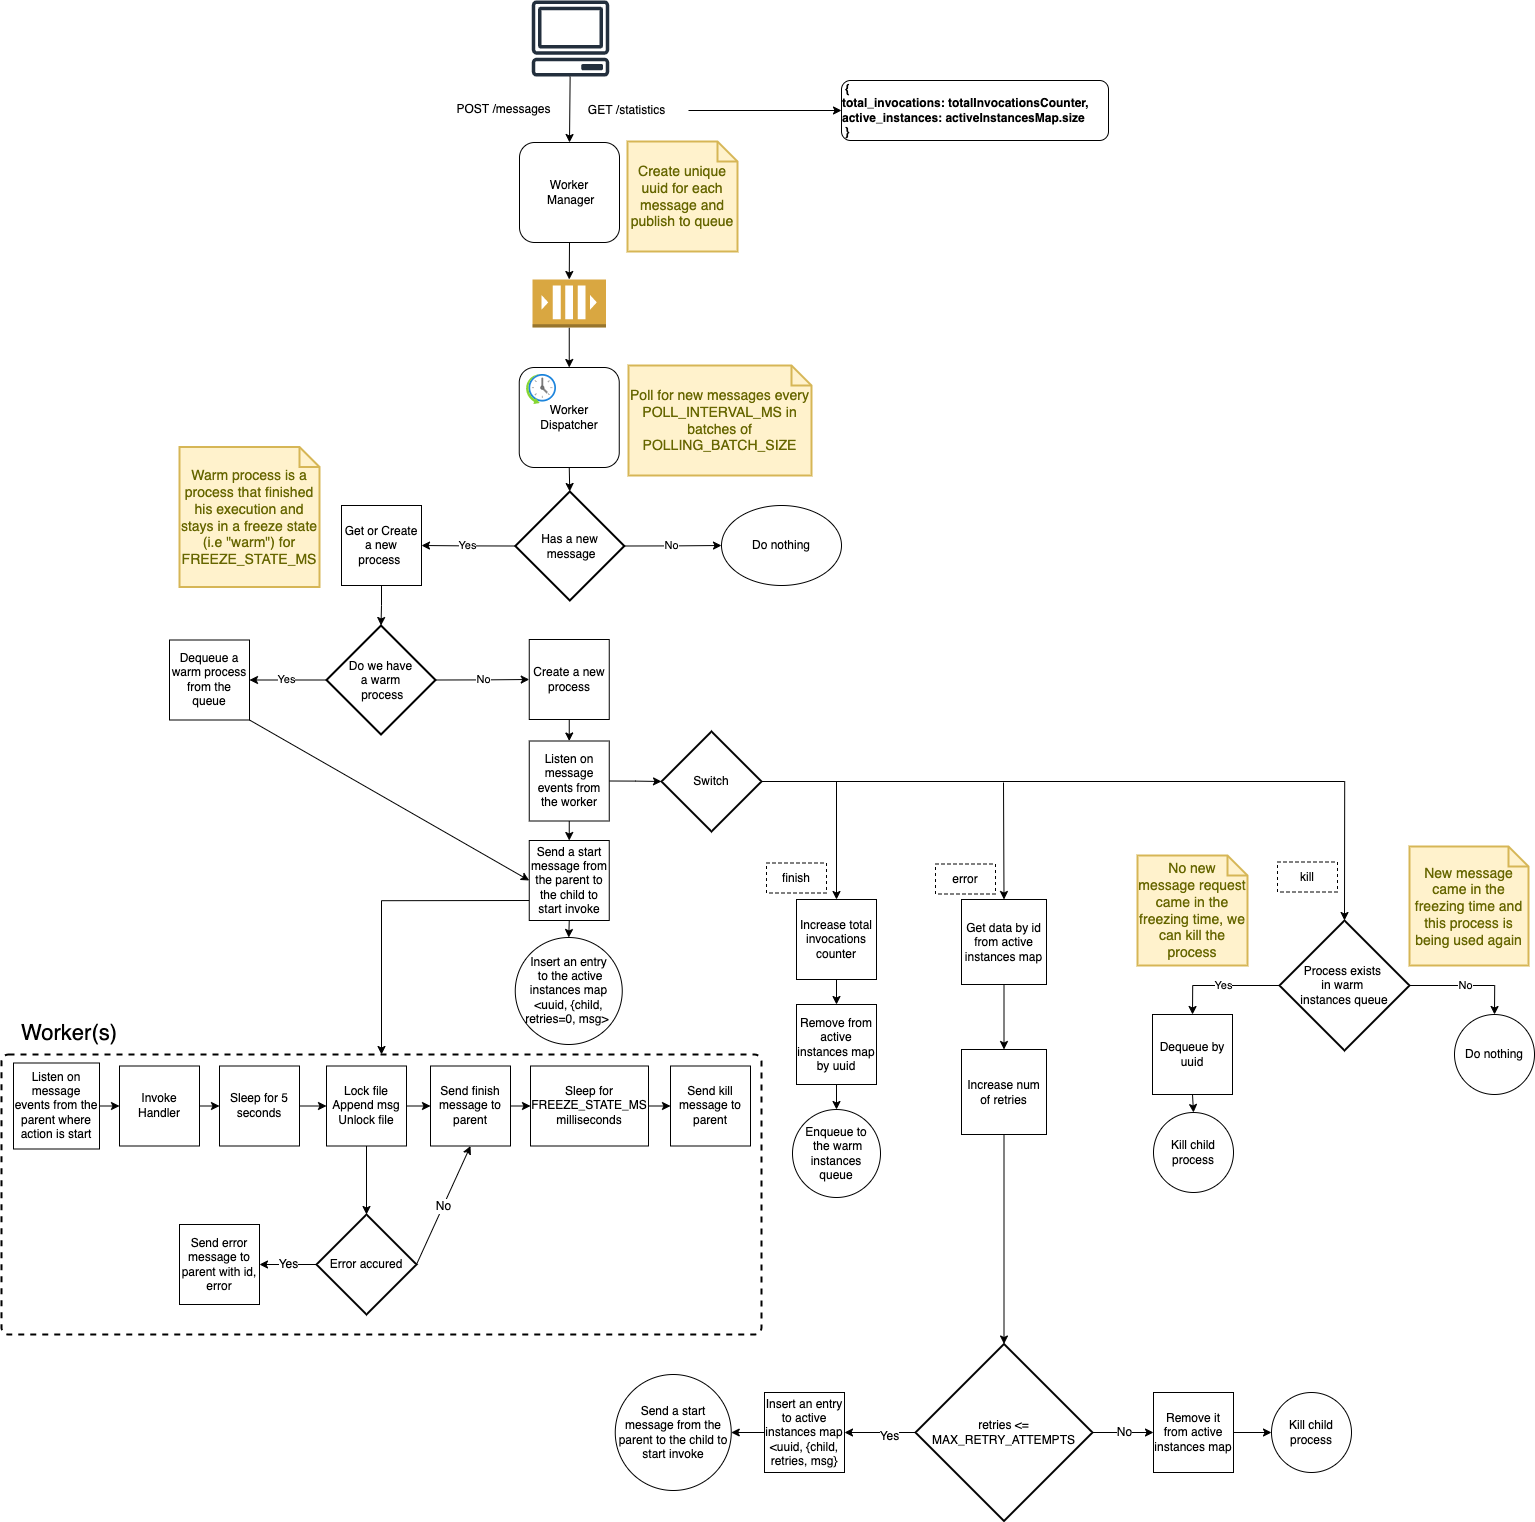 POST /messages
GET /statistics
{
total_invocations: totalInvocationsCounter,
active_instances: activeInstancesMap.size
}
Worker
Manager
Create unique
uuid for each
message and
publish to queue
Worker
Dispatcher
Poll for new messages every
POLL_INTERVAL_MS in
batches of
POLLING_BATCH_SIZE
Warm process is a
process that finished
his execution and
stays in a freeze state
(i.e "warm") for
FREEZE_STATE_MS
Get or Create
a new
process
Yes
Has a new
message
No
Do nothing
Dequeue a
warm process
from the
queue
Yes
Do we have
a warm
process
No
Create a new
process
Listen on
message
events from
the worker
Switch
Send a start
message from
the parent to
the child to
start invoke
Insert an entry
to the active
instances map
<uuid, {child,
retries=0, msg>
finish
Increase total
invocations
counter
Remove from
active
instances map
by uuid
Enqueue to
the warm
instances
queue
error
Get data by id
from active
instances map
Increase num
of retries
No new
message request
came in the
freezing time, we
can kill the
process
kill
New message
came in the
freezing time and
this process is
being used again
Process exists
in warm
instances queue
Yes
No
Dequeue by
uuid
Kill child
process
Do nothing
Worker(s)
Listen on
message
events from the
parent where
action is start
Invoke
Handler
Sleep for 5
seconds
Lock file
Append msg
Unlock file
Send finish
message to
parent
Sleep for
FREEZE_STATE_MS
milliseconds
Send kill
message to
parent
No
Send error
message to
parent with id,
error
Yes
Error accured
Send a start
message from the
parent to the child to
start invoke
Insert an entry
to active
instances map
<uuid, {child,
retries, msg}
Yes
retries <=
MAX_RETRY_ATTEMPTS
No
Remove it
from active
instances map
Kill child
process